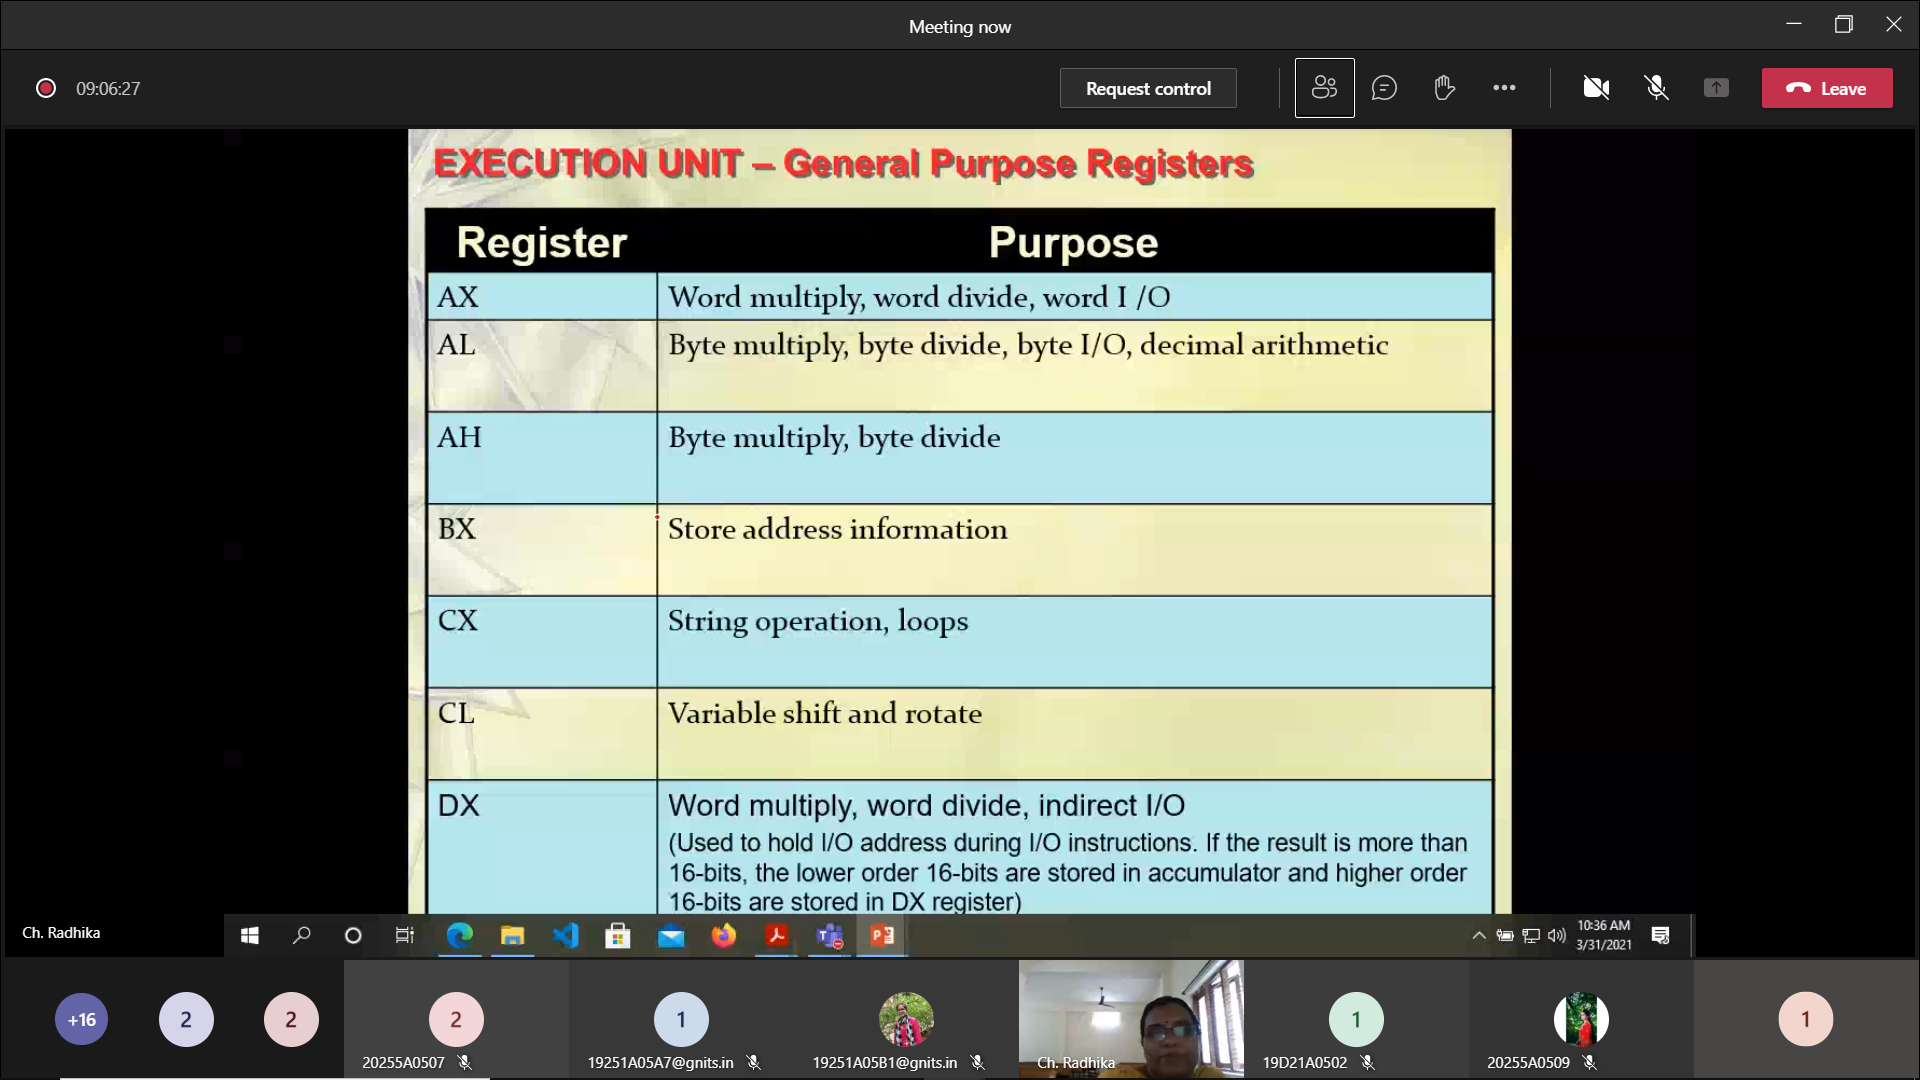 Meeting now
09:06:27
Request control
Leave
EXECUTION UNIT – General Purpose Registers
Register Purpose
AX Word multiply, word divide, word I /O
AL Byte multiply, byte divide, byte I/O, decimal arithmetic
AH Byte multiply, byte divide
BX Store address information
CX String operation, loops
CL Variable shift and rotate
DX Word multiply, word divide, indirect I/O
(Used to hold I/O address during I/O instructions. If the result is more than
16-bits, the lower order 16-bits are stored in accumulator and higher order
16-bits are stored in DX register)
Ch. Radhika
10:36 AM
3/31/2021
+16 2 2 2 1 1 1
20255A0507 19251A05A7@gnits.in 19251A05B1@gnits.in Ch. Radhika 19D21A0502 20255A0509